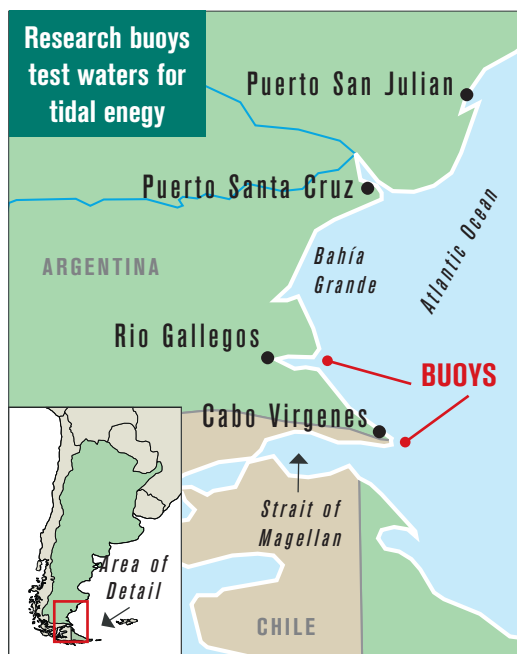 Research buoys
test waters for
tidal enegy
Puerto San Julian
Puerto Santa Cruz
Atlantic Ocean
ARGENTINA
Bahía
Grande
Rio Gallegos
BUOYS
Cabo Virgenes
Strait of
Magellan
Area of
Detail
CHILE